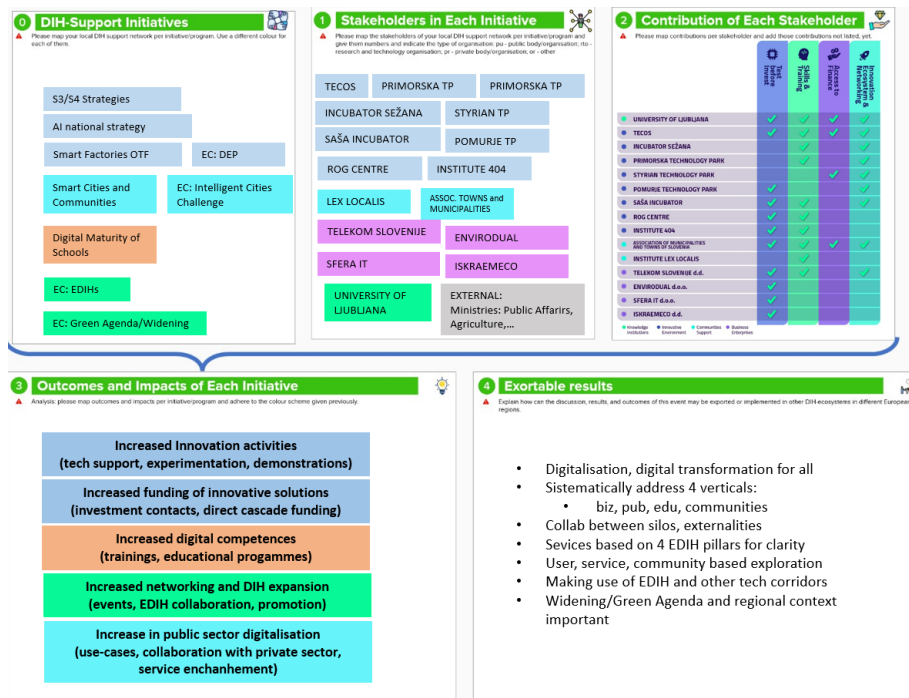 0 DIH-Support Initiatives
Please map your local DIH support network per initiative/program. Use a different colour for
each of them.
S3/S4 Strategies
AI national strategy
Smart Factories OTF
EC: DEP
Smart Cities and
Communities
EC: Intelligent Cities
Challenge
Digital Maturity of
Schools
EC: EDIHs
EC: Green Agenda/Widening
1 Stakeholders in Each Initiative
Please map the stakeholders of your local DIH support network per initiative/program and
give them numbers and indicate the type of organisation: pu - public body/organisation; rto -
research and technology organisation; pr - private body/organisation, or - other
TECOS
PRIMORSKA TP
PRIMORSKA TP
INCUBATOR SEŽANA
STYRIAN TP
SAŠA INCUBATOR
POMURJE TP
ROG CENTRE
INSTITUTE 404
LEX LOCALIS
ASSOC. TOWNS and
MUNICIPALITIES
TELEKOM SLOVENIJE
ENVIRODUAL
SFERA IT
ISKRAEMECO
UNIVERSITY OF
LJUBLJANA
EXTERNAL:
Ministries: Public Affarirs,
Agriculture,...
2 Contribution of Each Stakeholder
Please map contributions per stakeholder and add those contributions not listed, yet.
Test
before
Invest
Skills &
Training
Access to
Finance
Innovation
Ecosystem &
Networking
UNIVERSITY OF LJUBLJANA
TECOS
INCUBATOR SEŽANA
PRIMORSKA TECHNOLOGY PARK
STYRIAN TECHNOLOGY PARK
POMURJE TECHNOLOGY PARK
SAŠA INCUBATOR
ROG CENTRE
INSTITUTE 404
ASSOCIATION OF MUNICIPALITIES
AND TOWNS OF SLOVENIA
INSTITUTE LEX LOCALIS
TELEKOM SLOVENIJE d.d.
ENVIRODUAL d.o.o.
SFERA IT d.o.o.
ISKRAEMECO d.d.
Knowledge
Institutions
Innovative
Environment
Communities
Support
Business
Enterprises
3 Outcomes and Impacts of Each Initiative
Analysis: please map outcomes and impacts per initiative/program and adhere to the colour scheme given previously.
Increased Innovation activities
(tech support, experimentation, demonstrations)
Increased funding of innovative solutions
(investment contacts, direct cascade funding)
Increased digital competences
(trainings, educational progammes)
Increased networking and DIH expansion
(events, EDIH collaboration, promotion)
Increase in public sector digitalisation
(use-cases, collaboration with private sector,
service enchanhement)
4 Exortable results
Explain how can the discussion, results, and outcomes of this event may be exported or implemented in other DIH-ecosystems in different European
regions.
• Digitalisation, digital transformation for all
• Sistematically address 4 verticals:
• biz, pub, edu, communities
• Collab between silos, externalities
• Sevices based on 4 EDIH pillars for clarity
• User, service, community based exploration
• Making use of EDIH and other tech corridors
• Widening/Green Agenda and regional context
important